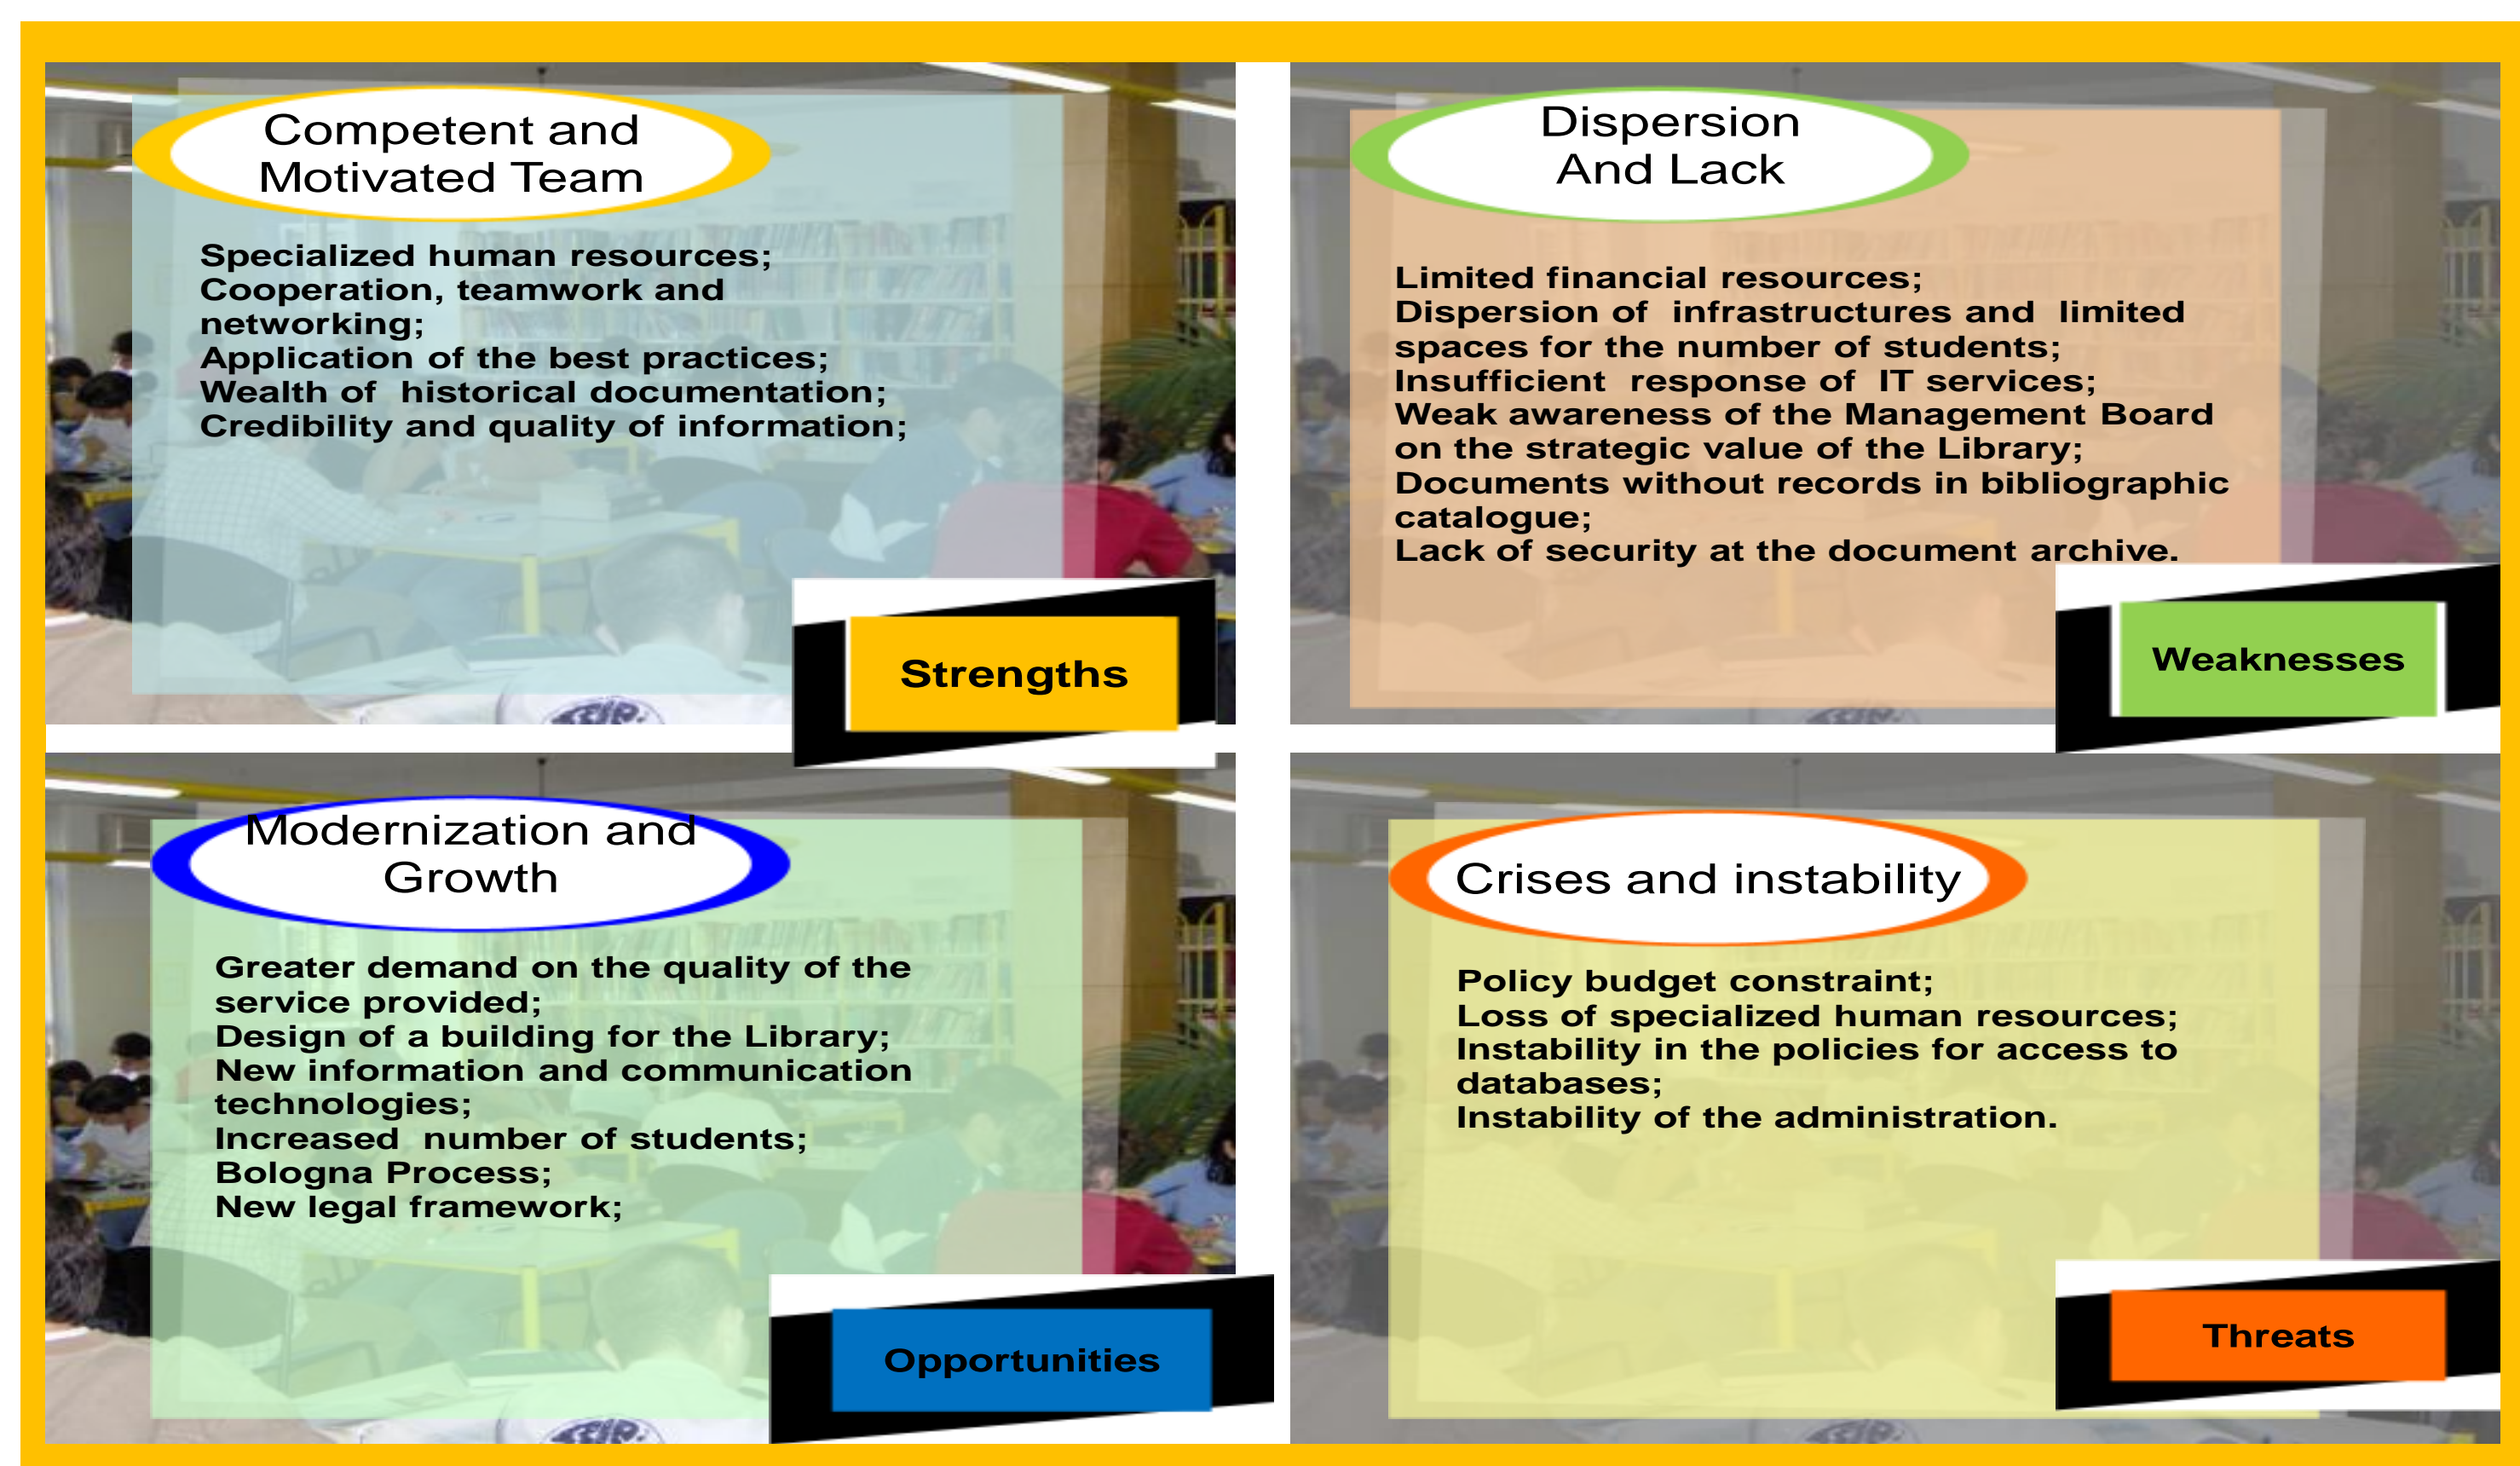 Competent and
Motivated Team
Specialized human resources;
Cooperation, teamwork and
networking;
Application of the best practices;
Wealth of  historical documentation;
Credibility and quality of information;
Strengths
Dispersion
And Lack
Limited financial resources;
Dispersion of  infrastructures and  limited
spaces for the number of students;
Insufficient  response of  IT services;
Weak awareness of the Management Board
on the strategic value of the Library;
Documents without records in bibliographic
catalogue;
Lack of security at the document archive.
Weaknesses
Modernization and
Growth
Greater demand on the quality of the
service provided;
Design of a building for the Library;
New information and communication
technologies;
Increased  number of students;
Bologna Process;
New legal framework;
Opportunities
Crises and instability
Policy budget constraint;
Loss of specialized human resources;
Instability in the policies for access to
databases;
Instability of the administration.
Threats